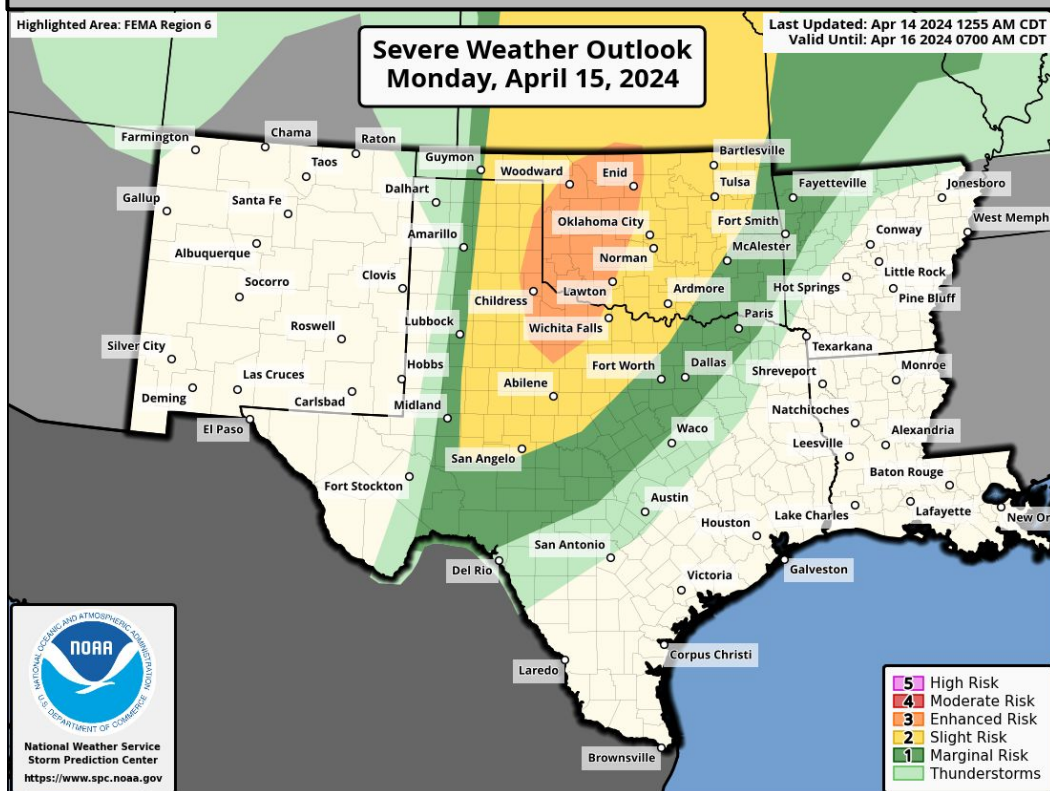 Highlighted Area: FEMA Region 6
Last Updated: Apr 14 2024 1255 AM CDT
Valid Until: Apr 16 2024 0700 AM CDT
Severe Weather Outlook
Monday, April 15, 2024
Farmington
Chama
Raton
Taos
Guymon
Woodward
Enid
Bartlesville
Tulsa
Fayetteville
Jonesboro
Gallup
Santa Fe
Dalhart
Oklahoma City
Fort Smith
West Memph
Albuquerque
Amarillo
Norman
McAlester
Conway
Socorro
Clovis
Childress
Lawton
Ardmore
Hot Springs
Little Rock
Pine Bluff
Roswell
Lubbock
Wichita Falls
Paris
Texarkana
Silver City
Las Cruces
Hobbs
Fort Worth
Dallas
Shreveport
Monroe
Deming
Carlsbad
Midland
Abilene
Natchitoches
El Paso
Waco
Leesville
Alexandria
San Angelo
Baton Rouge
Fort Stockton
Austin
Houston
Lake Charles
Lafayette
New Or
San Antonio
Del Rio
Galveston
Victoria
Laredo
Corpus Christi
Brownsville
NATIONAL OCEANIC AND ATMOSPHERIC ADMINISTRATION
NOAA
U.S. DEPARTMENT OF COMMERCE
National Weather Service
Storm Prediction Center
https://www.spc.noaa.gov
5 High Risk
4 Moderate Risk
3 Enhanced Risk
2 Slight Risk
1 Marginal Risk
Thunderstorms